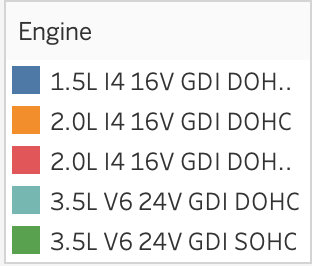 Engine
1.5L I4 16V GDI DOH..
2.0L I4 16V GDI DOHC
2.0L I4 16V GDI DOH..
3.5L V6 24V GDI DOHC
3.5L V6 24V GDI SOHC